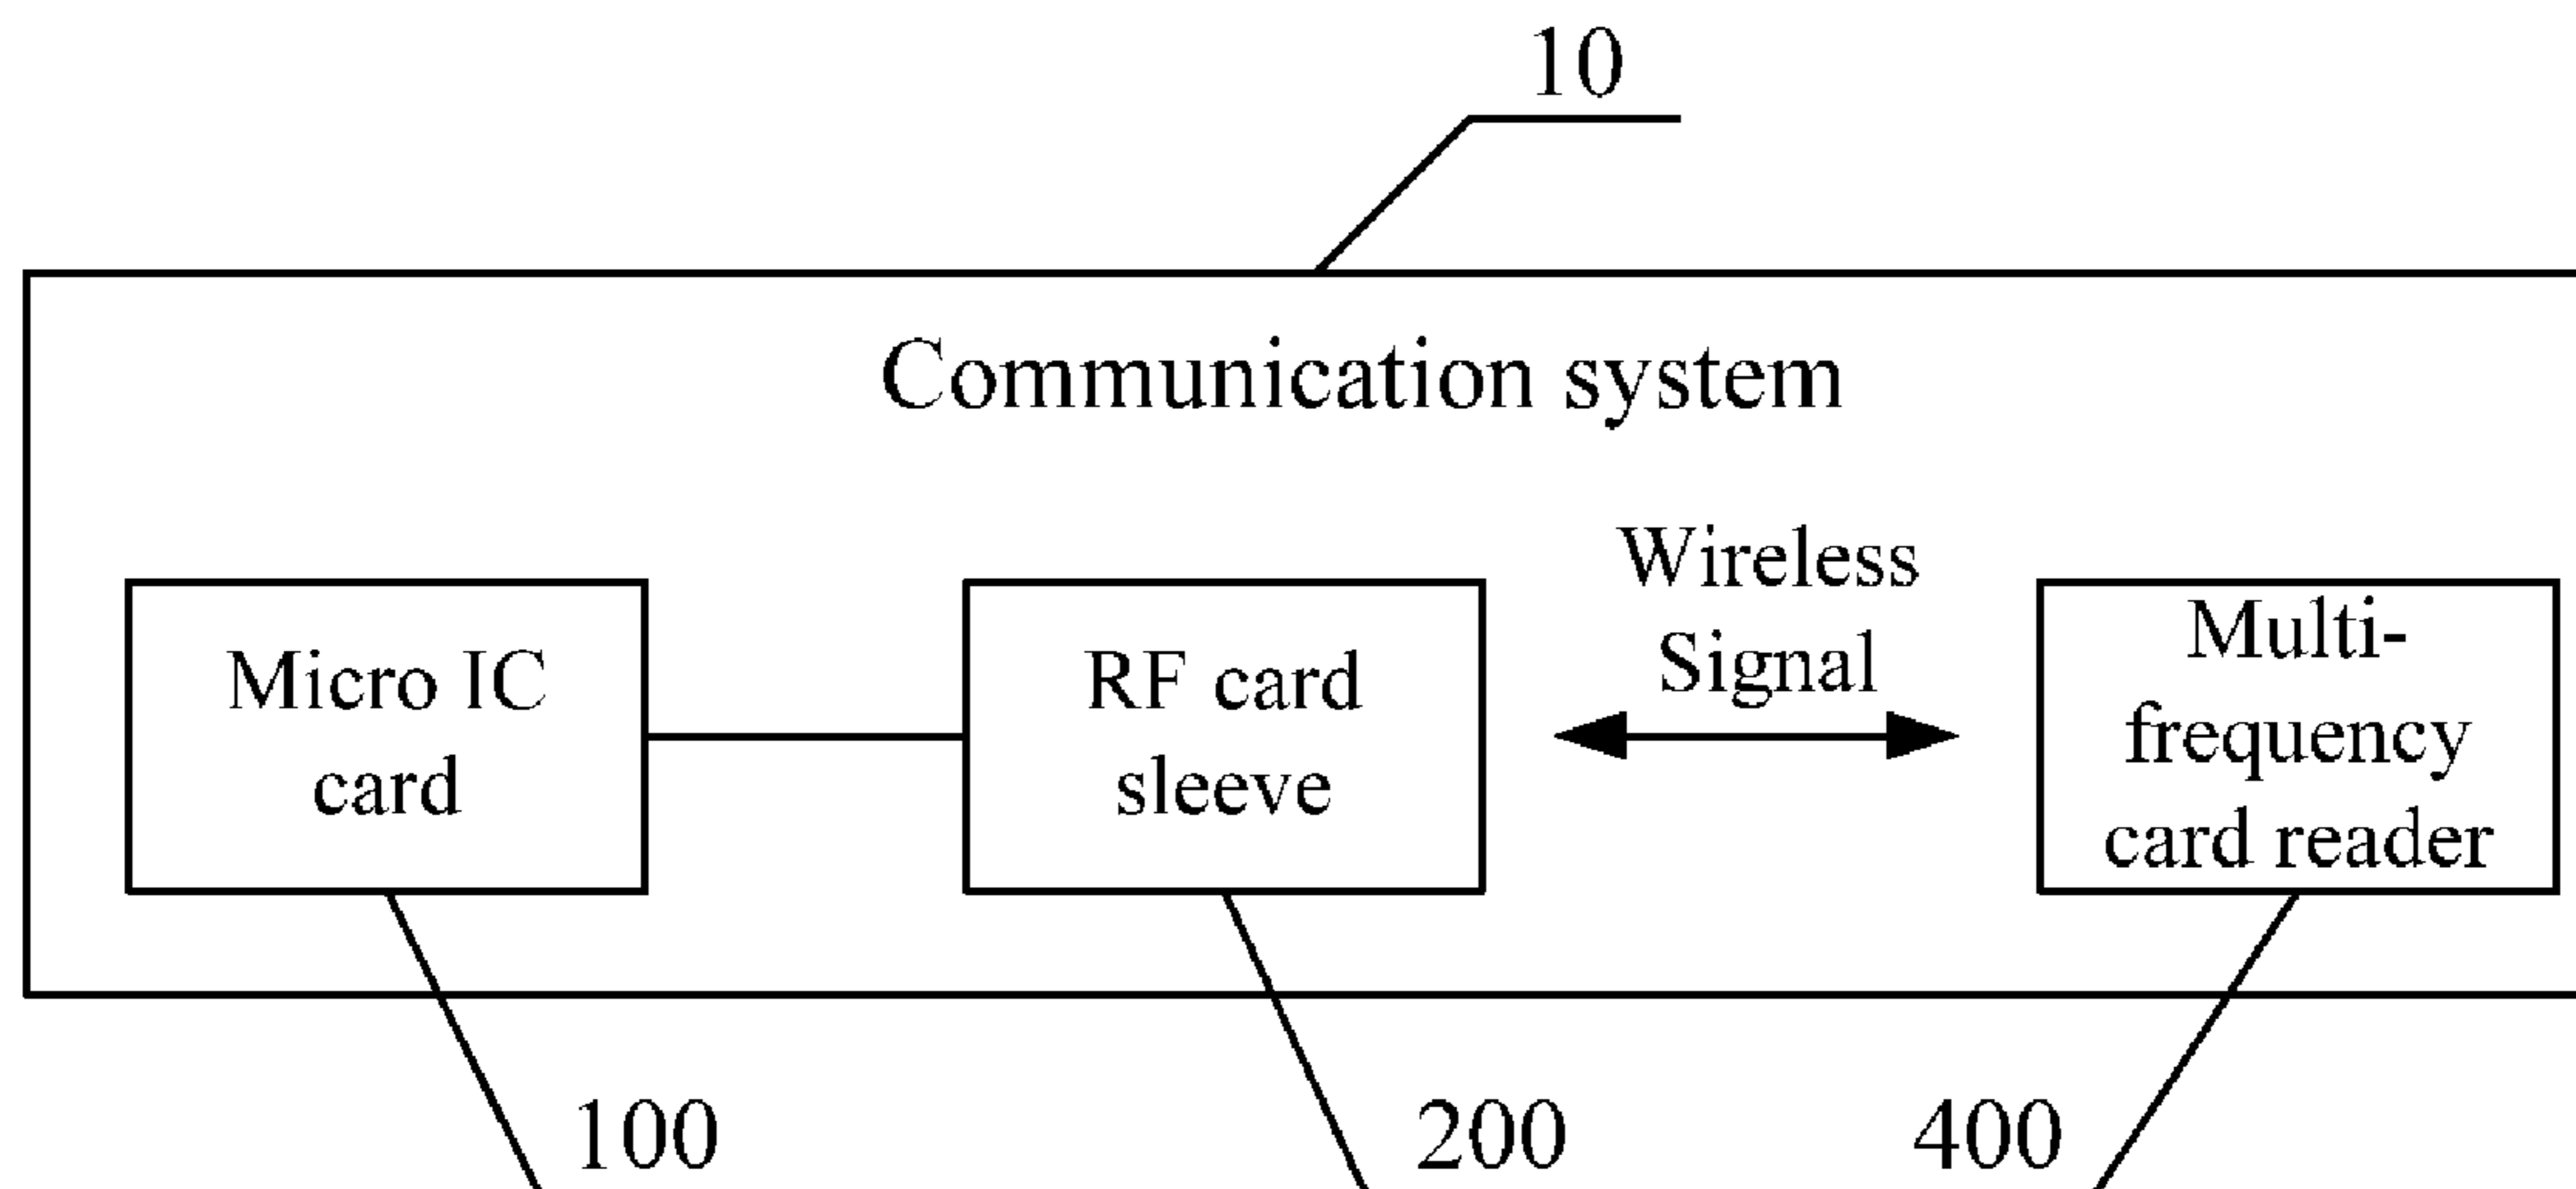 10
Communication system
Micro IC
card
RF card
sleeve
Wireless
Signal
Multi-
frequency
card reader
100
200
400